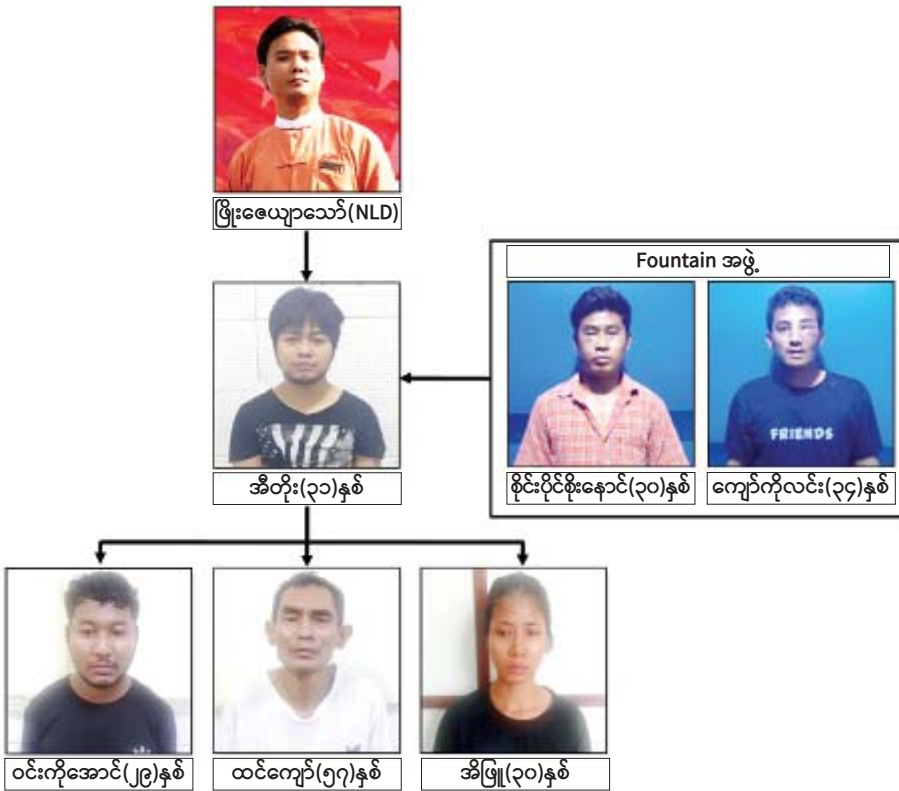 ဖြိုးဇေယျာသော်(NLD)
Fountain အဖွဲ့
FRIENDS
အီတိုး(၃၁)နှစ်
စိုင်းပိုင်စိုးနောင်(၃၀)နှစ်
ကျော်ကိုလင်း(၃၄)နှစ်
ဝင်းကိုအောင်(၂၉)နှစ်
ထင်ကျော်(၅၇)နှစ်
အိဖြူ(၃၀)နှစ်